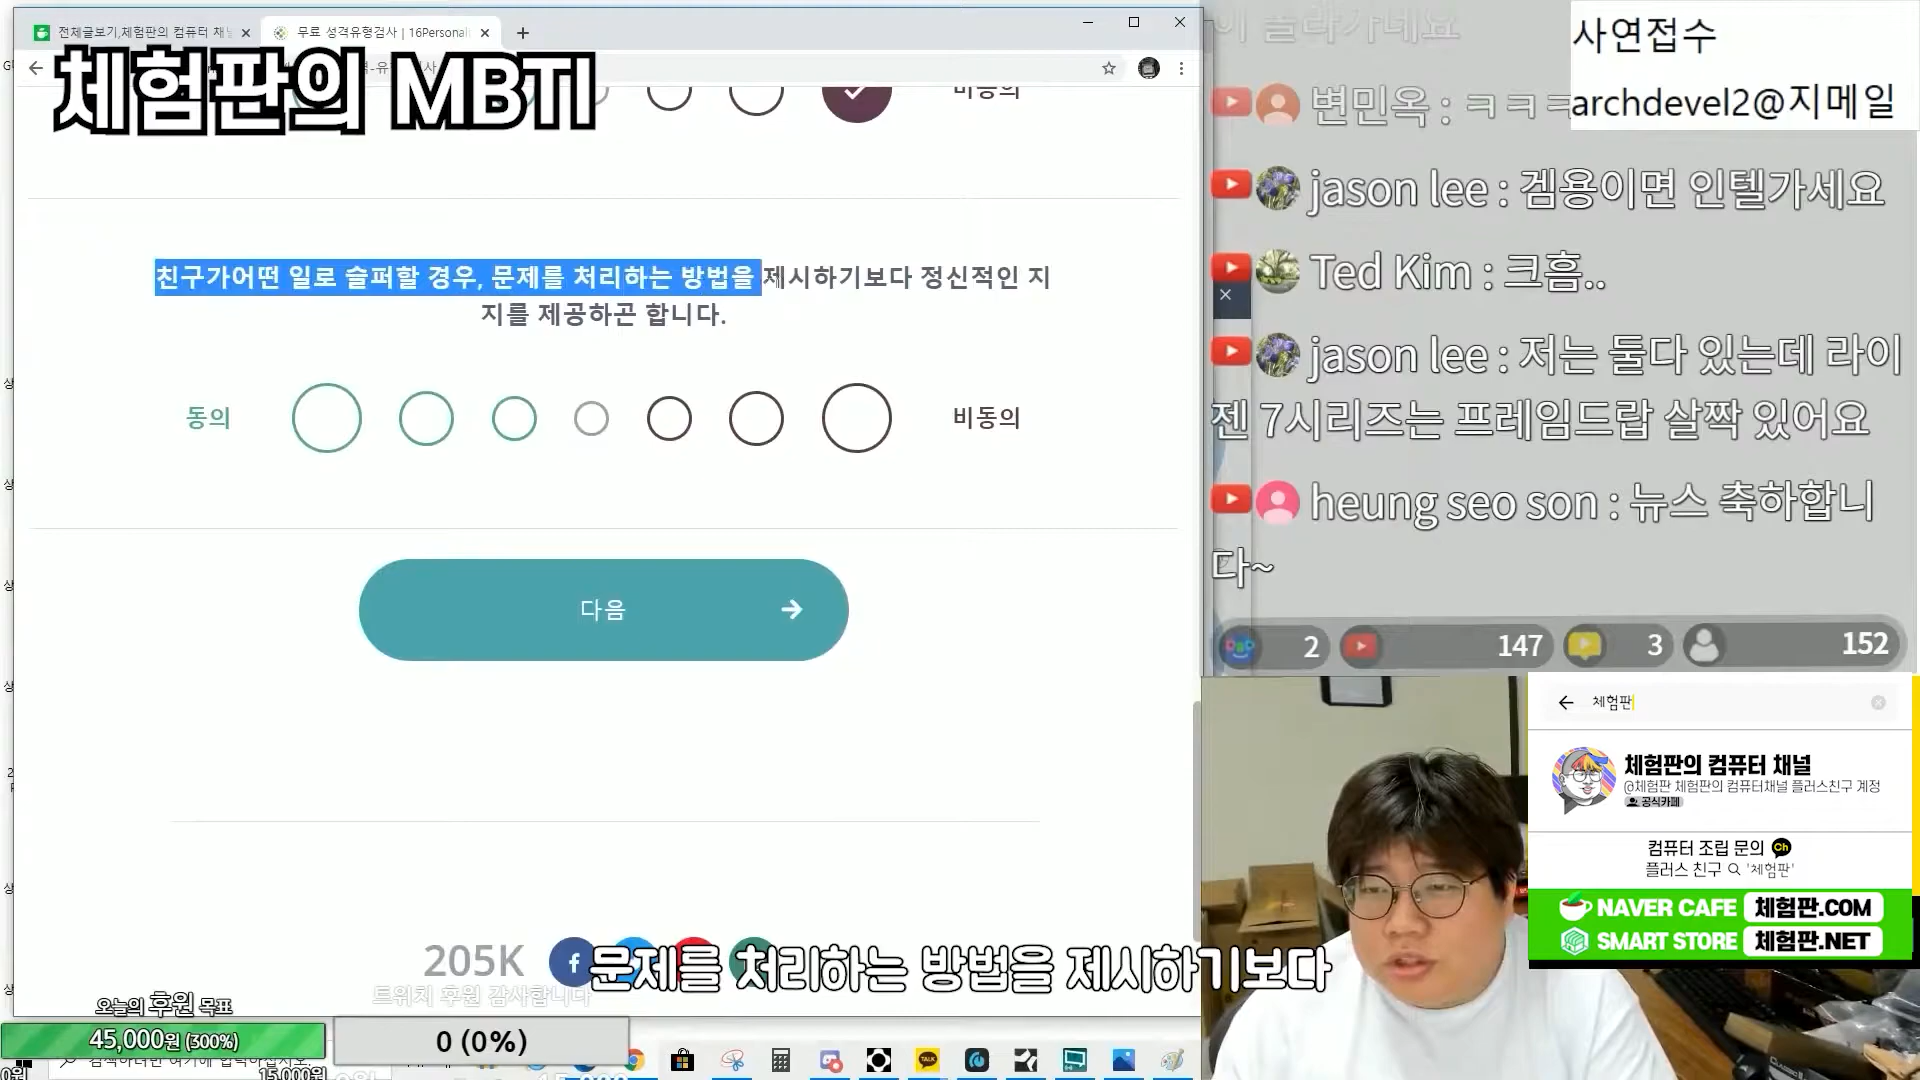 전체글보기,체험판의 컴퓨터 채널
무료 성격유형검사 | 16Personali
체험판의 MBTI
비동의
친구가어떤 일로 슬퍼할 경우, 문제를 처리하는 방법을 제시하기보다 정신적인 지
지를 제공하곤 합니다.
동의
비동의
다음
205K
트위치 후원 감사합니다
문제를 처리하는 방법을 제시하기보다
오늘의 후원 목표
45,000원 (300%)
0 (0%)
0원
15,000원
사연접수
archdevel2@지메일
변민옥 : ㅋㅋㅋ
jason lee : 겜용이면 인텔가세요
Ted Kim : 크흠..
jason lee : 저는 둘다 있는데 라이
젠 7시리즈는 프레임드랍 살짝 있어요
heung seo son : 뉴스 축하합니
다~
2
147
3
152
체험판
체험판의 컴퓨터 채널
@체험판 체험판의 컴퓨터채널 플러스친구 계정
공식카페
컴퓨터 조립 문의 Ch
플러스 친구 '체험판'
NAVER CAFE 체험판.COM
SMART STORE 체험판.NET